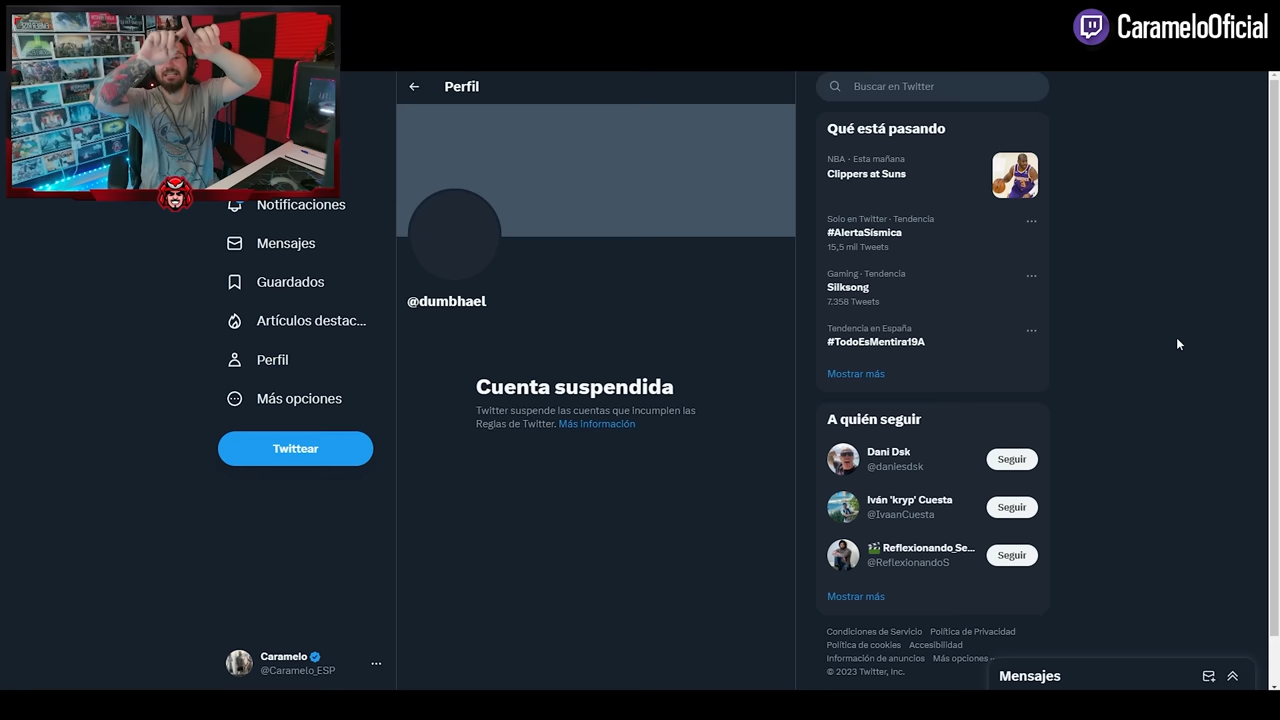 CarameloOficial
Perfil
Buscar en Twitter
Qué está pasando
NBA · Esta mañana
Clippers at Suns
Solo en Twitter · Tendencia
#AlertaSísmica
15,5 mil Tweets
Gaming · Tendencia
Silksong
7.358 Tweets
Tendencia en España
#TodoEsMentira19A
Mostrar más
Notificaciones
Mensajes
Guardados
Artículos destac...
Perfil
Más opciones
Twittear
@dumbhael
Cuenta suspendida
Twitter suspende las cuentas que incumplen las
Reglas de Twitter. Más información
A quién seguir
Dani Dsk
@daniesdsk
Seguir
Iván 'kryp' Cuesta
@IvaanCuesta
Seguir
Reflexionando_Se...
@ReflexionandoS
Seguir
Mostrar más
Condiciones de Servicio Política de Privacidad
Política de cookies Accesibilidad
Información de anuncios Más opciones ··
© 2023 Twitter, Inc.
Caramelo
@Caramelo_ESP
Mensajes